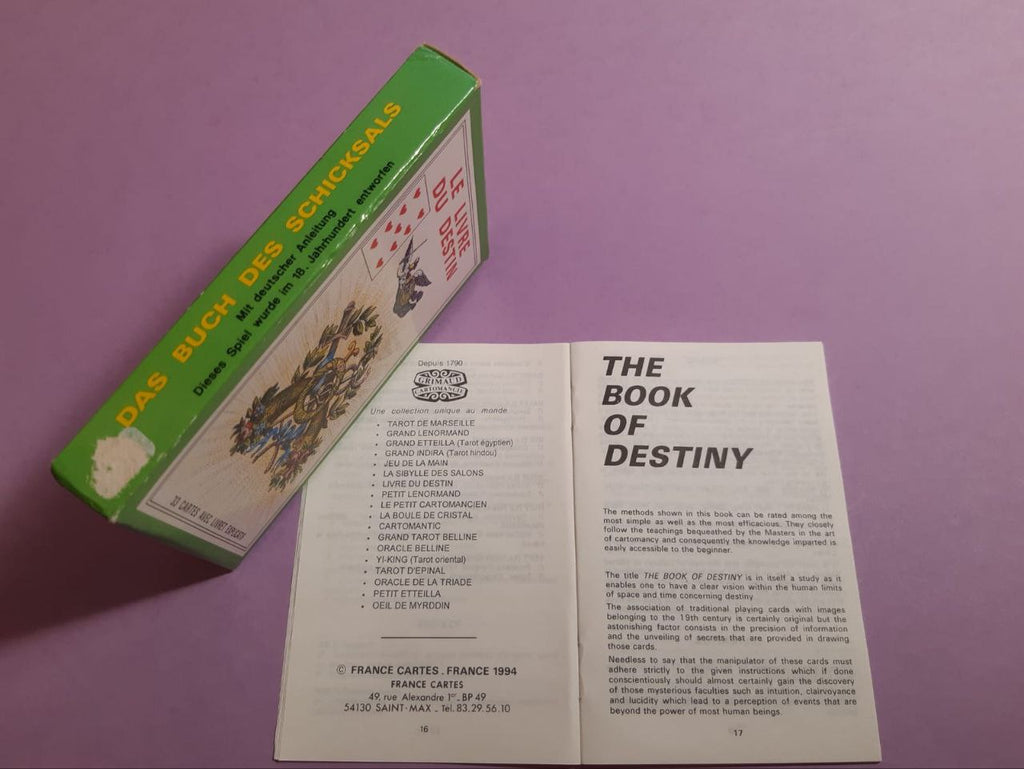 DAS BUCH DES SCHICKSALS
Mit deutscher Anleitung
Dieses Spiel wurde im 18. Jahrhundert entworfen
LE LIVRE
DU DESTIN
32 CARTES AVEC LIVRET EXPLICATIF
Depuis 1790
GRIMAUD
CARTOMANCIE
Une collection unique au monde
• TAROT DE MARSEILLE
• GRAND LENORMAND
• GRAND ETTEILLA (Tarot égyptien)
• GRAND INDIRA (Tarot hindou)
• JEU DE LA MAIN
• LA SIBYLLE DES SALONS
• LIVRE DU DESTIN
• PETIT LENORMAND
• LE PETIT CARTOMANCIEN
• LA BOULE DE CRISTAL
• CARTOMANTIC
• GRAND TAROT BELLINE
• ORACLE BELLINE
• YI-KING (Tarot oriental)
• TAROT D'EPINAL
• ORACLE DE LA TRIADE
• PETIT ETTEILLA
• OEIL DE MYRDDIN
© FRANCE CARTES . FRANCE 1994
FRANCE CARTES
49, rue Alexandre 1er - BP 49
54130 SAINT-MAX - Tél. 83.29.56.10
16
THE
BOOK
OF
DESTINY
The methods shown in this book can be rated among the
most simple as well as the most efficacious. They closely
follow the teachings bequeathed by the Masters in the art
of cartomancy and consequently the knowledge imparted is
easily accessible to the beginner.
The title THE BOOK OF DESTINY is in itself a study as it
enables one to have a clear vision within the human limits
of space and time concerning destiny
The association of traditional playing cards with images
belonging to the 19th century is certainly original but the
astonishing factor consists in the precision of information
and the unveiling of secrets that are provided in drawing
those cards.
Needless to say that the manipulator of these cards must
adhere strictly to the given instructions which if done
conscientiously should almost certainly gain the discovery
of those mysterious faculties such as intuition, clairvoyance
and lucidity which lead to a perception of events that are
beyond the power of most human beings.
17